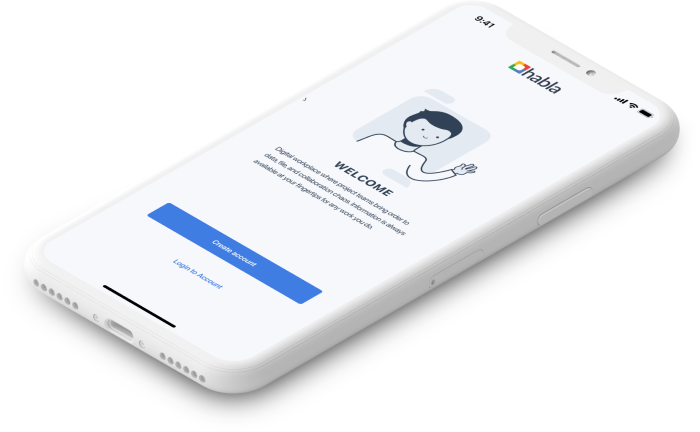 9:41
habla
WELCOME
Digital workplace where project teams bring order to
data, file, and collaboration chaos. Information is always
available at your fingertips for any work you do.
Create account
Login to Account